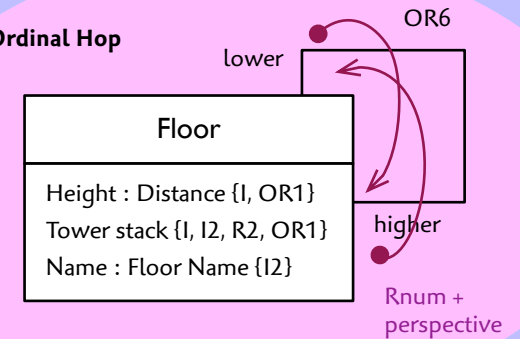 Ordinal Hop
OR6
lower
Floor
Height : Distance {I, OR1}
Tower stack {I, I2, R2, OR1}
Name : Floor Name {I2}
higher
Rnum +
perspective